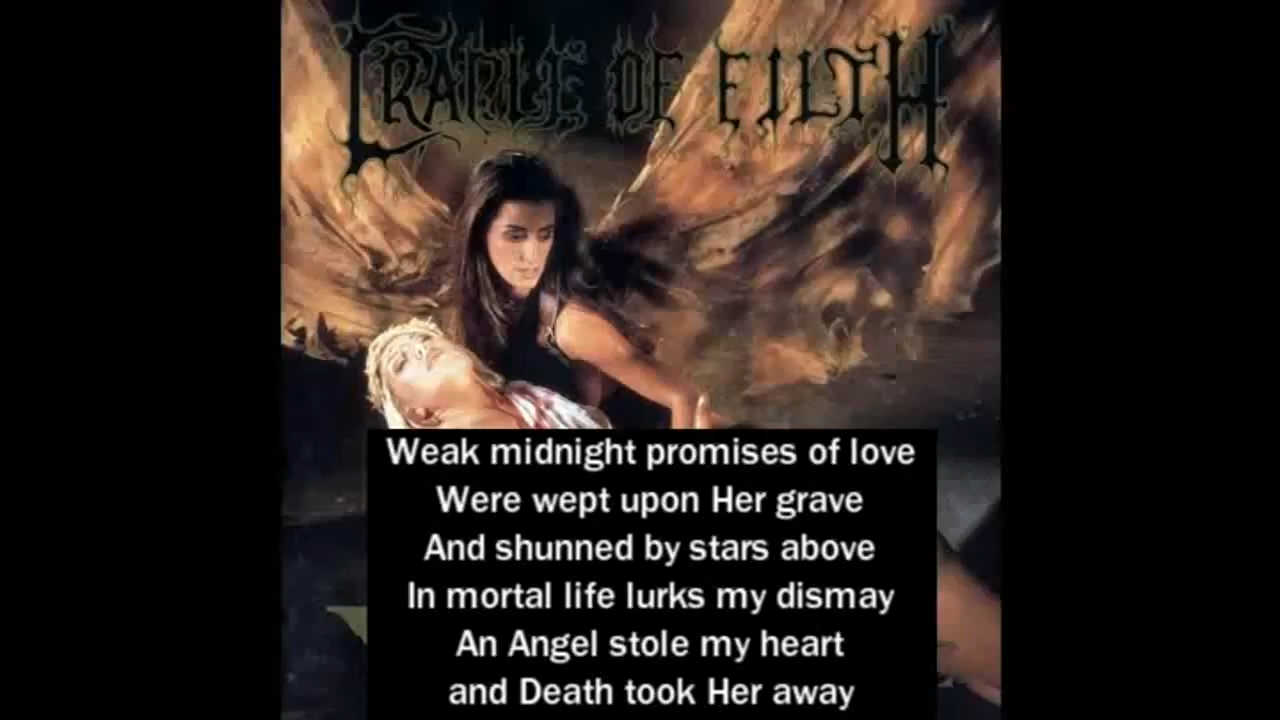 CRADLE OF FILTH
Weak midnight promises of love
Were wept upon Her grave
And shunned by stars above
In mortal life lurks my dismay
An Angel stole my heart
and Death took Her away